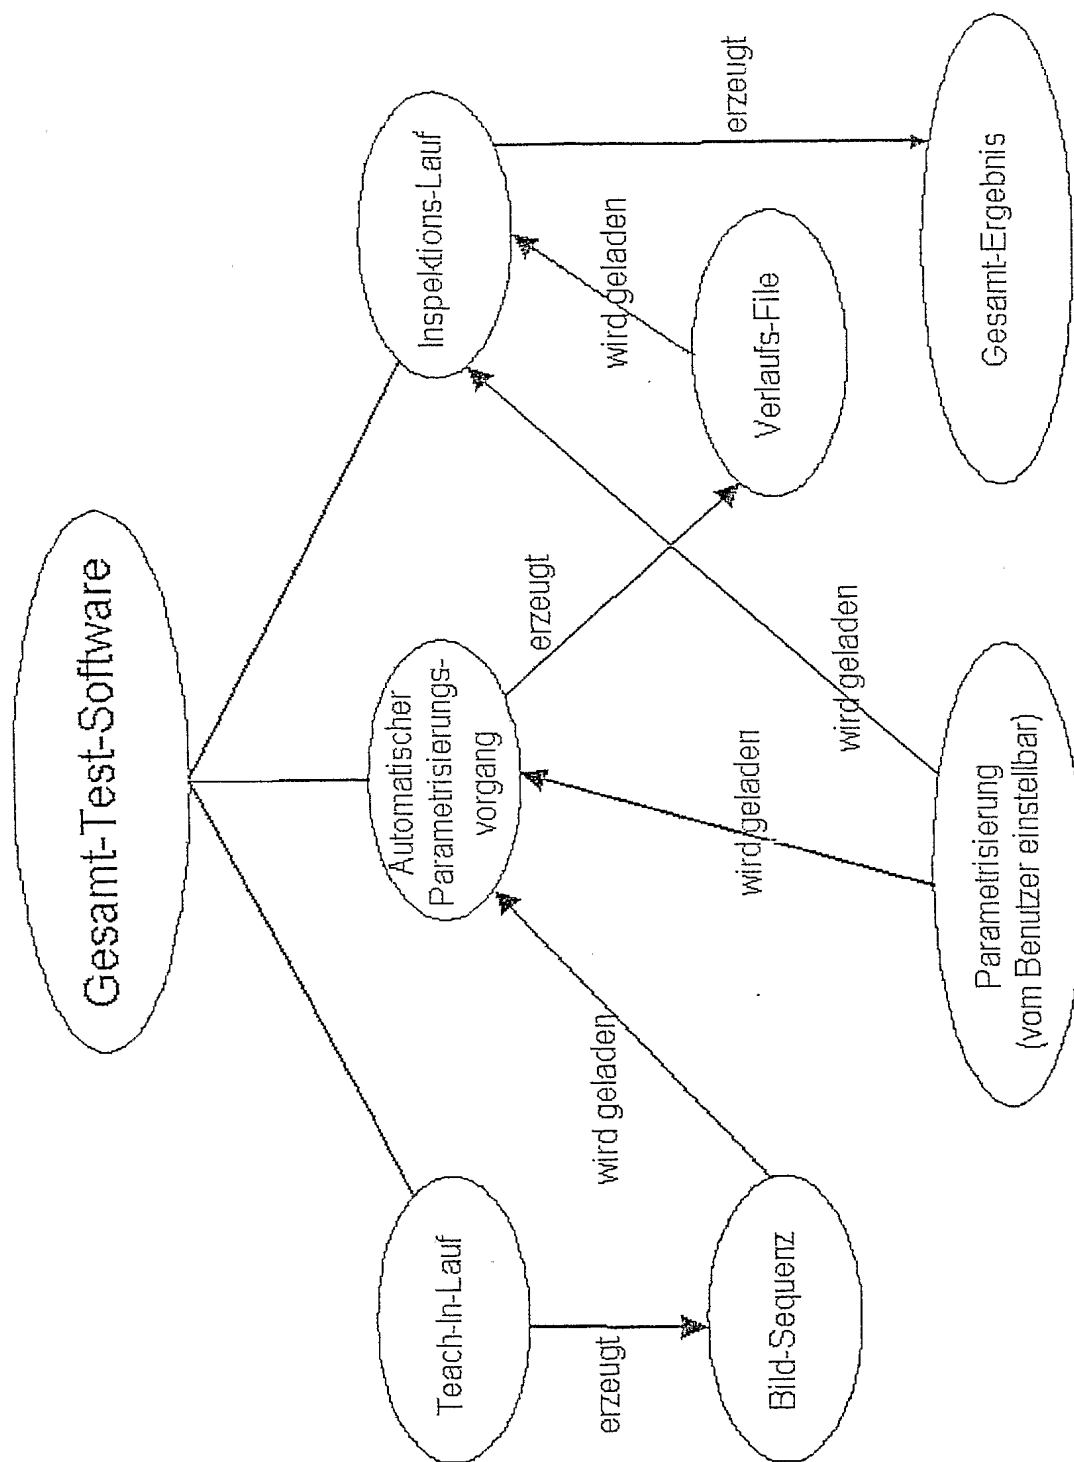 Gesamt-Test-Software
Teach-In-Lauf
Automatischer
Parametrisierungs-
vorgang
Inspektions-Lauf
erzeugt
wird geladen
erzeugt
wird geladen
erzeugt
wird geladen
wird geladen
Bild-Sequenz
Verlaufs-File
Parametrisierung
(vom Benutzer einstellbar)
Gesamt-Ergebnis